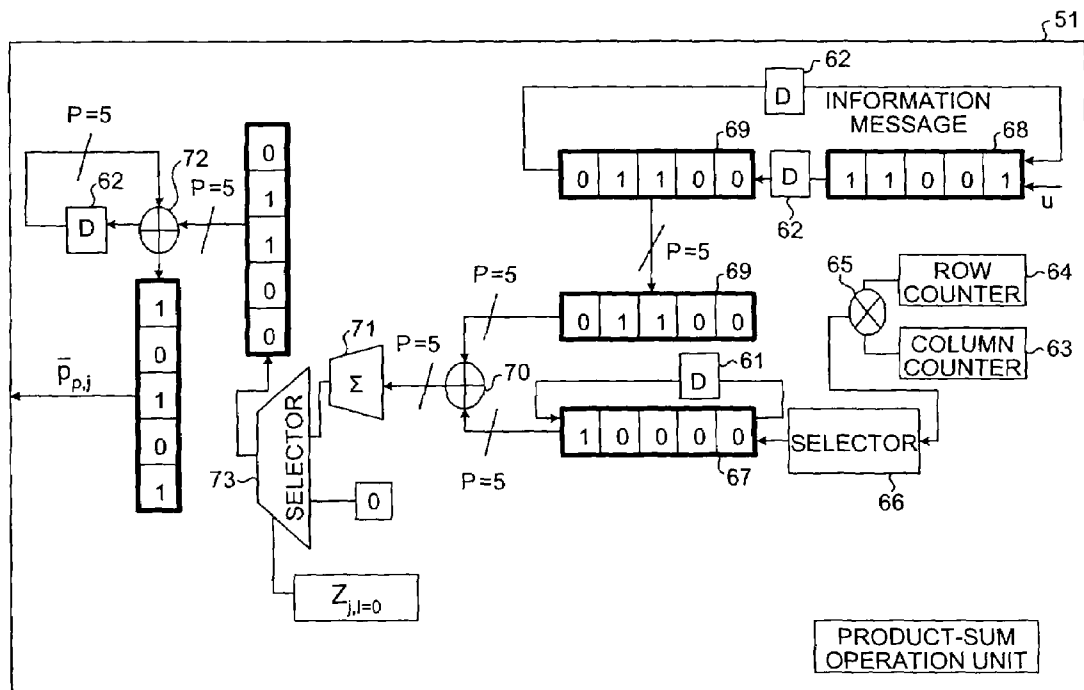 51
62
D
INFORMATION
MESSAGE
P=5
72
62
D
P=5
0
1
1
0
0
69
0 1 1 0 0
D
62
68
1 1 0 0 1
u
P=5
69
0 1 1 0 0
65
ROW
COUNTER
64
COLUMN
COUNTER
63
1
0
1
0
1
p̅p,j
71
Σ
P=5
P=5
70
61
D
1 0 0 0 0
67
P=5
SELECTOR
66
73
SELECTOR
0
Zj,l=0
PRODUCT-SUM
OPERATION UNIT